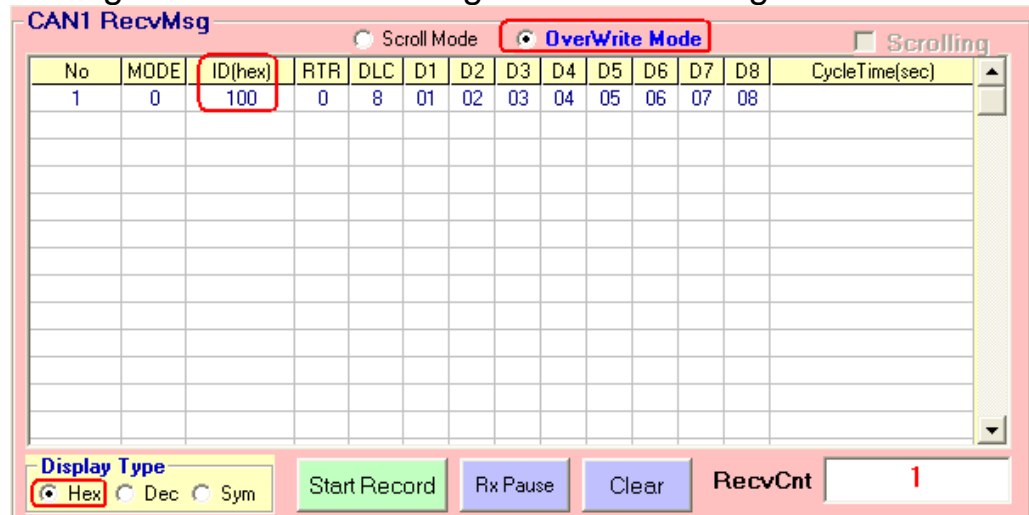 CAN1 RecvMsg
Scroll Mode OverWrite Mode Scrolling
No MODE ID(hex) RTR DLC D1 D2 D3 D4 D5 D6 D7 D8 CycleTime(sec)
1 0 100 0 8 01 02 03 04 05 06 07 08
Display Type
Hex Dec Sym Start Record Rx Pause Clear RecvCnt 1